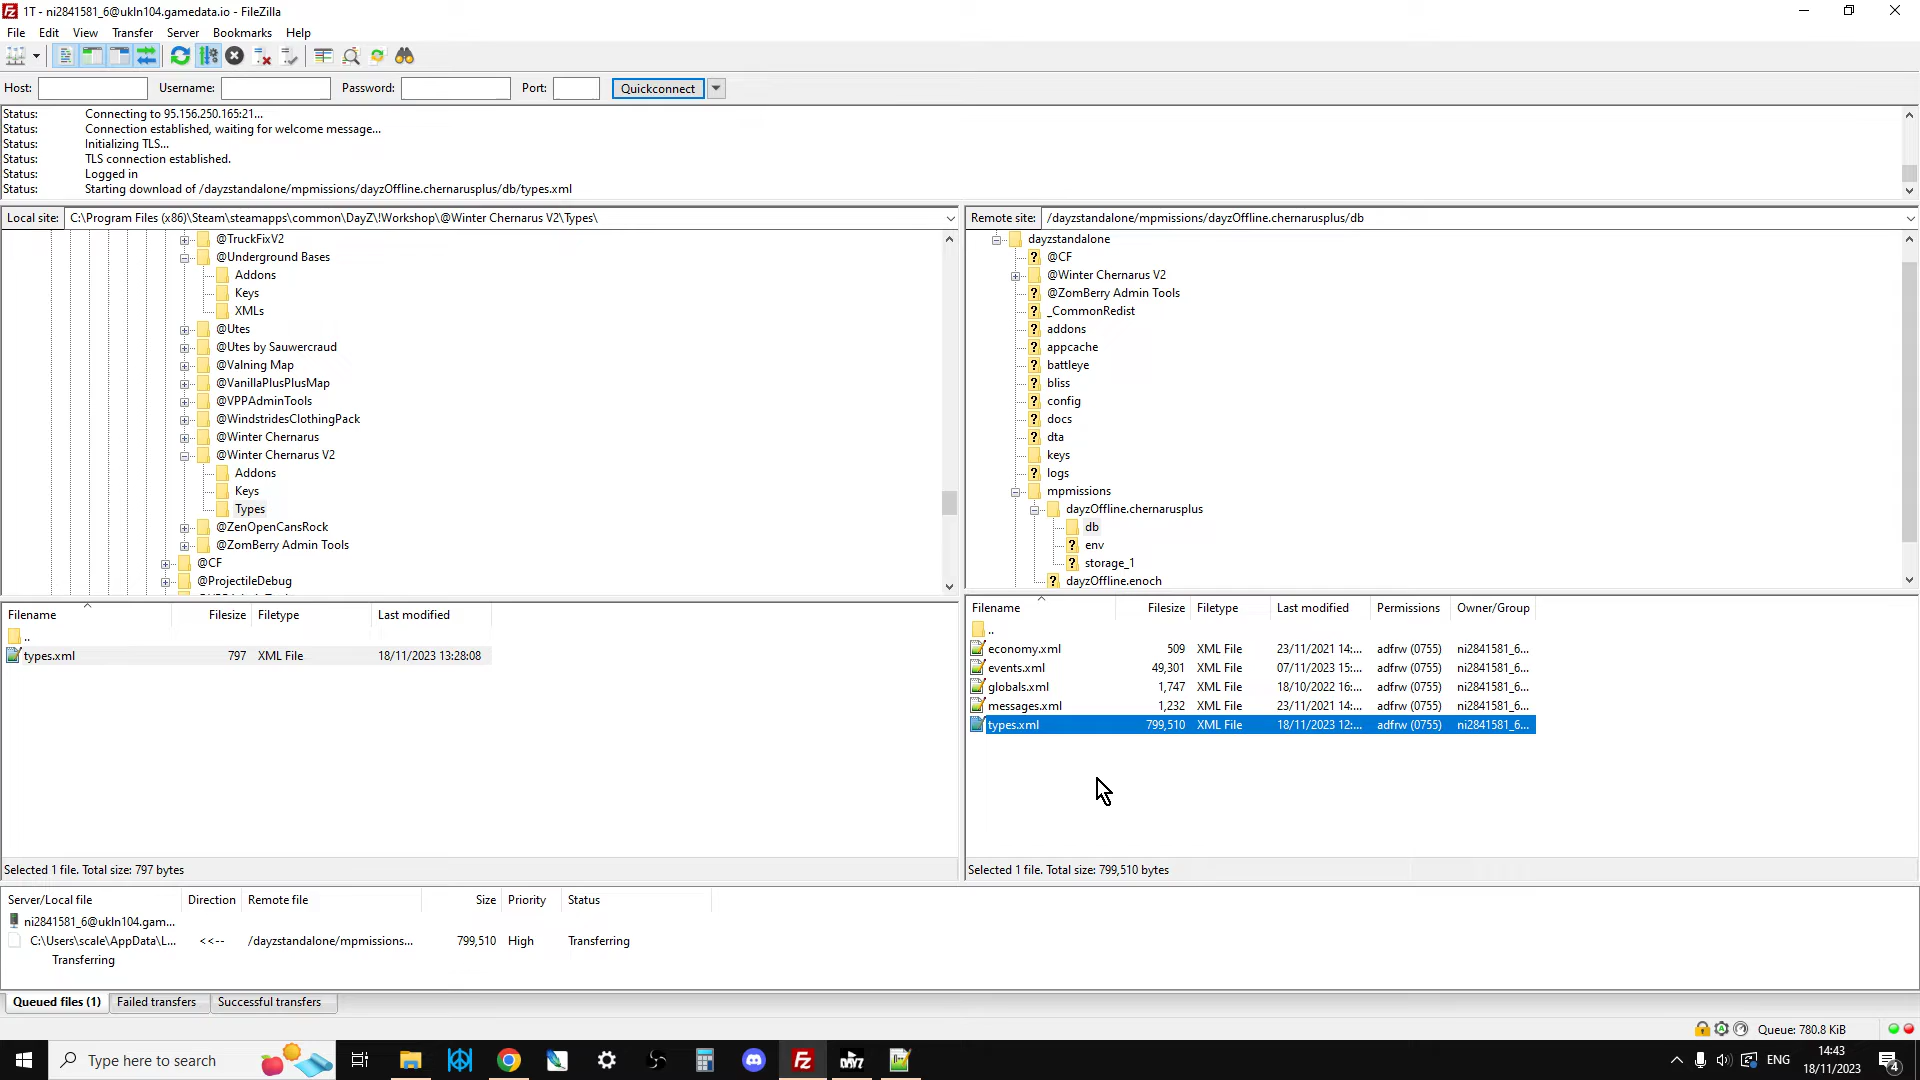 1T - ni2841581_6@ukln104.gamedata.io - FileZilla
File Edit View Transfer Server Bookmarks Help
Host: Username: Password: Port: Quickconnect
Status: Connecting to 95.156.250.165:21...
Status: Connection established, waiting for welcome message...
Status: Initializing TLS...
Status: TLS connection established.
Status: Logged in
Status: Starting download of /dayzstandalone/mpmissions/dayzOffline.chernarusplus/db/types.xml
Local site: C:\Program Files (x86)\Steam\steamapps\common\DayZ\!Workshop\@Winter Chernarus V2\Types\
@TruckFixV2
@Underground Bases
Addons
Keys
XMLs
@Utes
@Utes by Sauwercraud
@Valning Map
@VanillaPlusPlusMap
@VPPAdminTools
@WindstridesClothingPack
@Winter Chernarus
@Winter Chernarus V2
Addons
Keys
Types
@ZenOpenCansRock
@ZomBerry Admin Tools
@CF
@ProjectileDebug
Filename Filesize Filetype Last modified
..
types.xml 797 XML File 18/11/2023 13:28:08
Selected 1 file. Total size: 797 bytes
Remote site: /dayzstandalone/mpmissions/dayzOffline.chernarusplus/db
dayzstandalone
@CF
@Winter Chernarus V2
@ZomBerry Admin Tools
_CommonRedist
addons
appcache
battleye
bliss
config
docs
dta
keys
logs
mpmissions
dayzOffline.chernarusplus
db
env
storage_1
dayzOffline.enoch
Filename Filesize Filetype Last modified Permissions Owner/Group
..
economy.xml 509 XML File 23/11/2021 14:... adfrw (0755) ni2841581_6...
events.xml 49,301 XML File 07/11/2023 15:... adfrw (0755) ni2841581_6...
globals.xml 1,747 XML File 18/10/2022 16:... adfrw (0755) ni2841581_6...
messages.xml 1,232 XML File 23/11/2021 14:... adfrw (0755) ni2841581_6...
types.xml 799,510 XML File 18/11/2023 12:... adfrw (0755) ni2841581_6...
Selected 1 file. Total size: 799,510 bytes
Server/Local file Direction Remote file Size Priority Status
ni2841581_6@ukln104.gam...
C:\Users\scale\AppData\L... <<-- /dayzstandalone/mpmissions... 799,510 High Transferring
Transferring
Queued files (1) Failed transfers Successful transfers
Queue: 780.8 KiB
Type here to search
ENG
14:43
18/11/2023
4